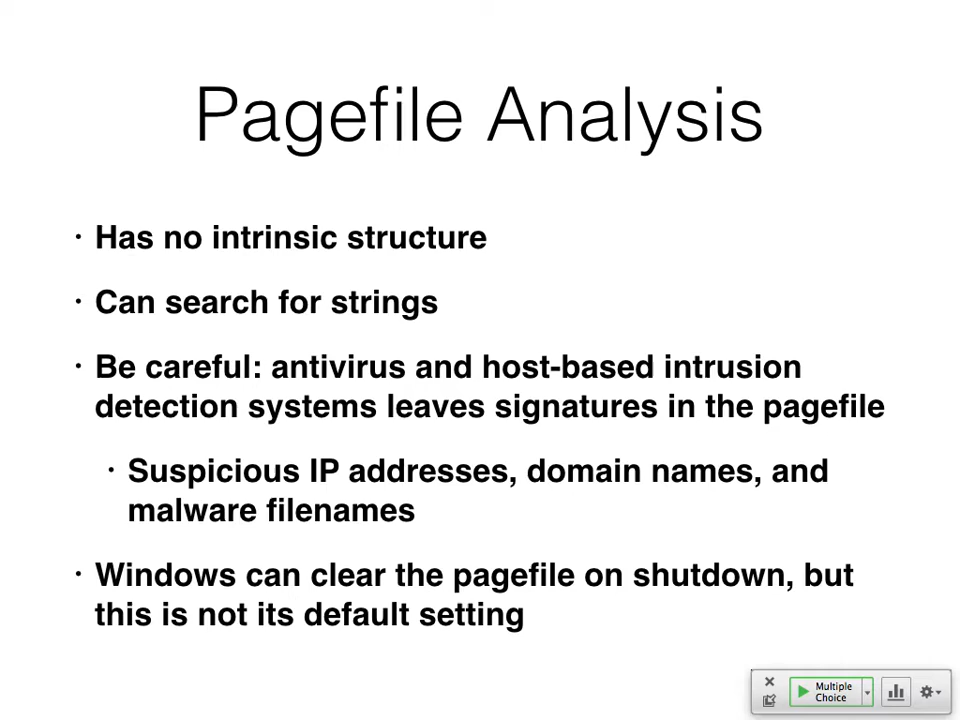 Pagefile Analysis
• Has no intrinsic structure
• Can search for strings
• Be careful: antivirus and host-based intrusion
detection systems leaves signatures in the pagefile
• Suspicious IP addresses, domain names, and
malware filenames
• Windows can clear the pagefile on shutdown, but
this is not its default setting
Multiple
Choice